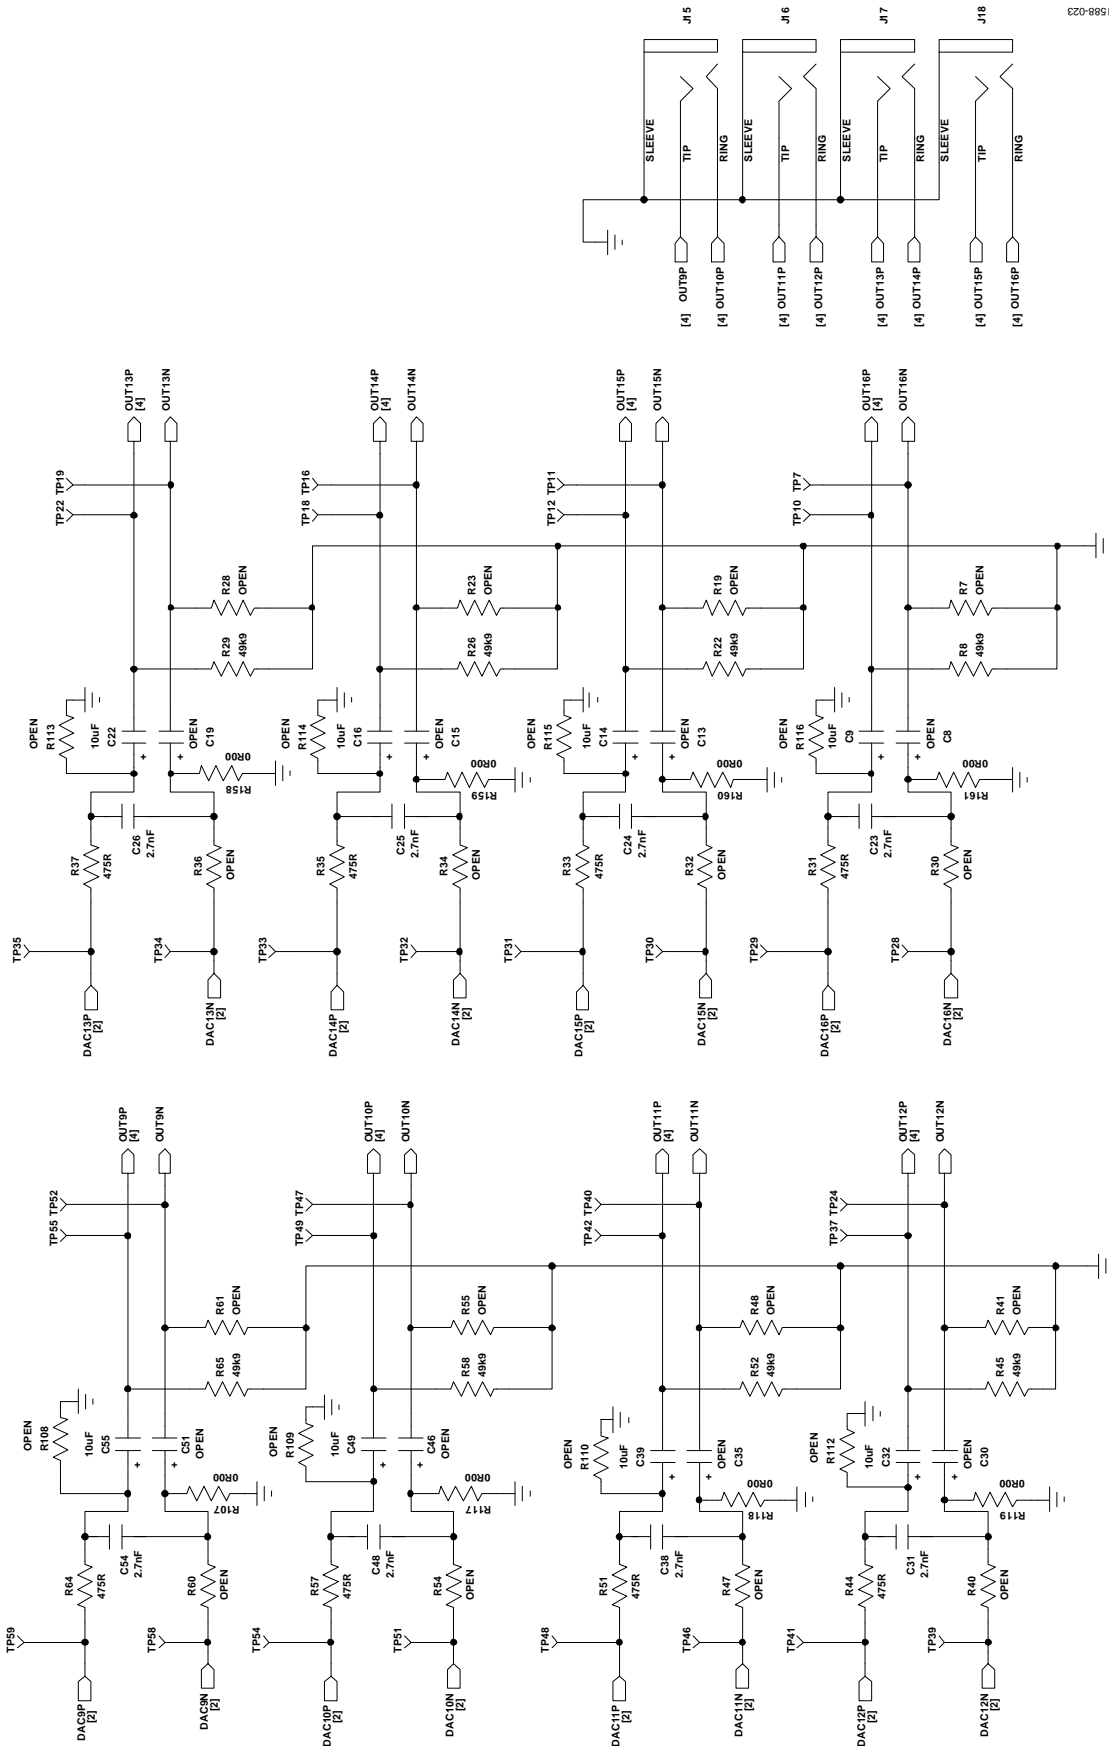 J15
J16
J17
J18
SLEEVE
TIP
RING
SLEEVE
TIP
RING
SLEEVE
TIP
RING
SLEEVE
TIP
RING
[4] OUT9P
[4] OUT10P
[4] OUT11P
[4] OUT12P
[4] OUT13P
[4] OUT14P
[4] OUT15P
[4] OUT16P
OUT13P
[4]
OUT13N
OUT14P
[4]
OUT14N
OUT15P
[4]
OUT15N
OUT16P
[4]
OUT16N
TP22
TP19
TP18
TP16
TP12
TP11
TP10
TP7
R28
OPEN
R23
OPEN
R19
OPEN
R7
OPEN
R29
49k9
R26
49k9
R22
49k9
R8
49k9
OPEN
R113
10uF
C22
OPEN
C19
0R00
R158
OPEN
R114
10uF
C16
OPEN
C15
0R00
R159
OPEN
R115
10uF
C14
OPEN
C13
0R00
R160
OPEN
R116
10uF
C9
OPEN
C8
0R00
R161
R37
475R
C26
2.7nF
R36
OPEN
R35
475R
C25
2.7nF
R34
OPEN
R33
475R
C24
2.7nF
R32
OPEN
R31
475R
C23
2.7nF
R30
OPEN
TP35
TP34
TP33
TP32
TP31
TP30
TP29
TP28
DAC13P
[2]
DAC13N
[2]
DAC14P
[2]
DAC14N
[2]
DAC15P
[2]
DAC15N
[2]
DAC16P
[2]
DAC16N
[2]
OUT9P
[4]
OUT9N
OUT10P
[4]
OUT10N
OUT11P
[4]
OUT11N
OUT12P
[4]
OUT12N
TP55
TP52
TP49
TP47
TP42
TP40
TP37
TP24
R61
OPEN
R55
OPEN
R48
OPEN
R41
OPEN
R65
49k9
R58
49k9
R52
49k9
R45
49k9
OPEN
R108
10uF
C55
C51
OPEN
0R00
R107
OPEN
R109
10uF
C49
C46
OPEN
0R00
R117
OPEN
R110
10uF
C39
OPEN
C35
0R00
R118
OPEN
R112
10uF
C32
OPEN
C30
0R00
R119
R64
475R
C54
2.7nF
R60
OPEN
R57
475R
C48
2.7nF
R54
OPEN
R51
475R
C38
2.7nF
R47
OPEN
R44
475R
C31
2.7nF
R40
OPEN
TP59
TP58
TP54
TP51
TP48
TP46
TP41
TP39
DAC9P
[2]
DAC9N
[2]
DAC10P
[2]
DAC10N
[2]
DAC11P
[2]
DAC11N
[2]
DAC12P
[2]
DAC12N
[2]